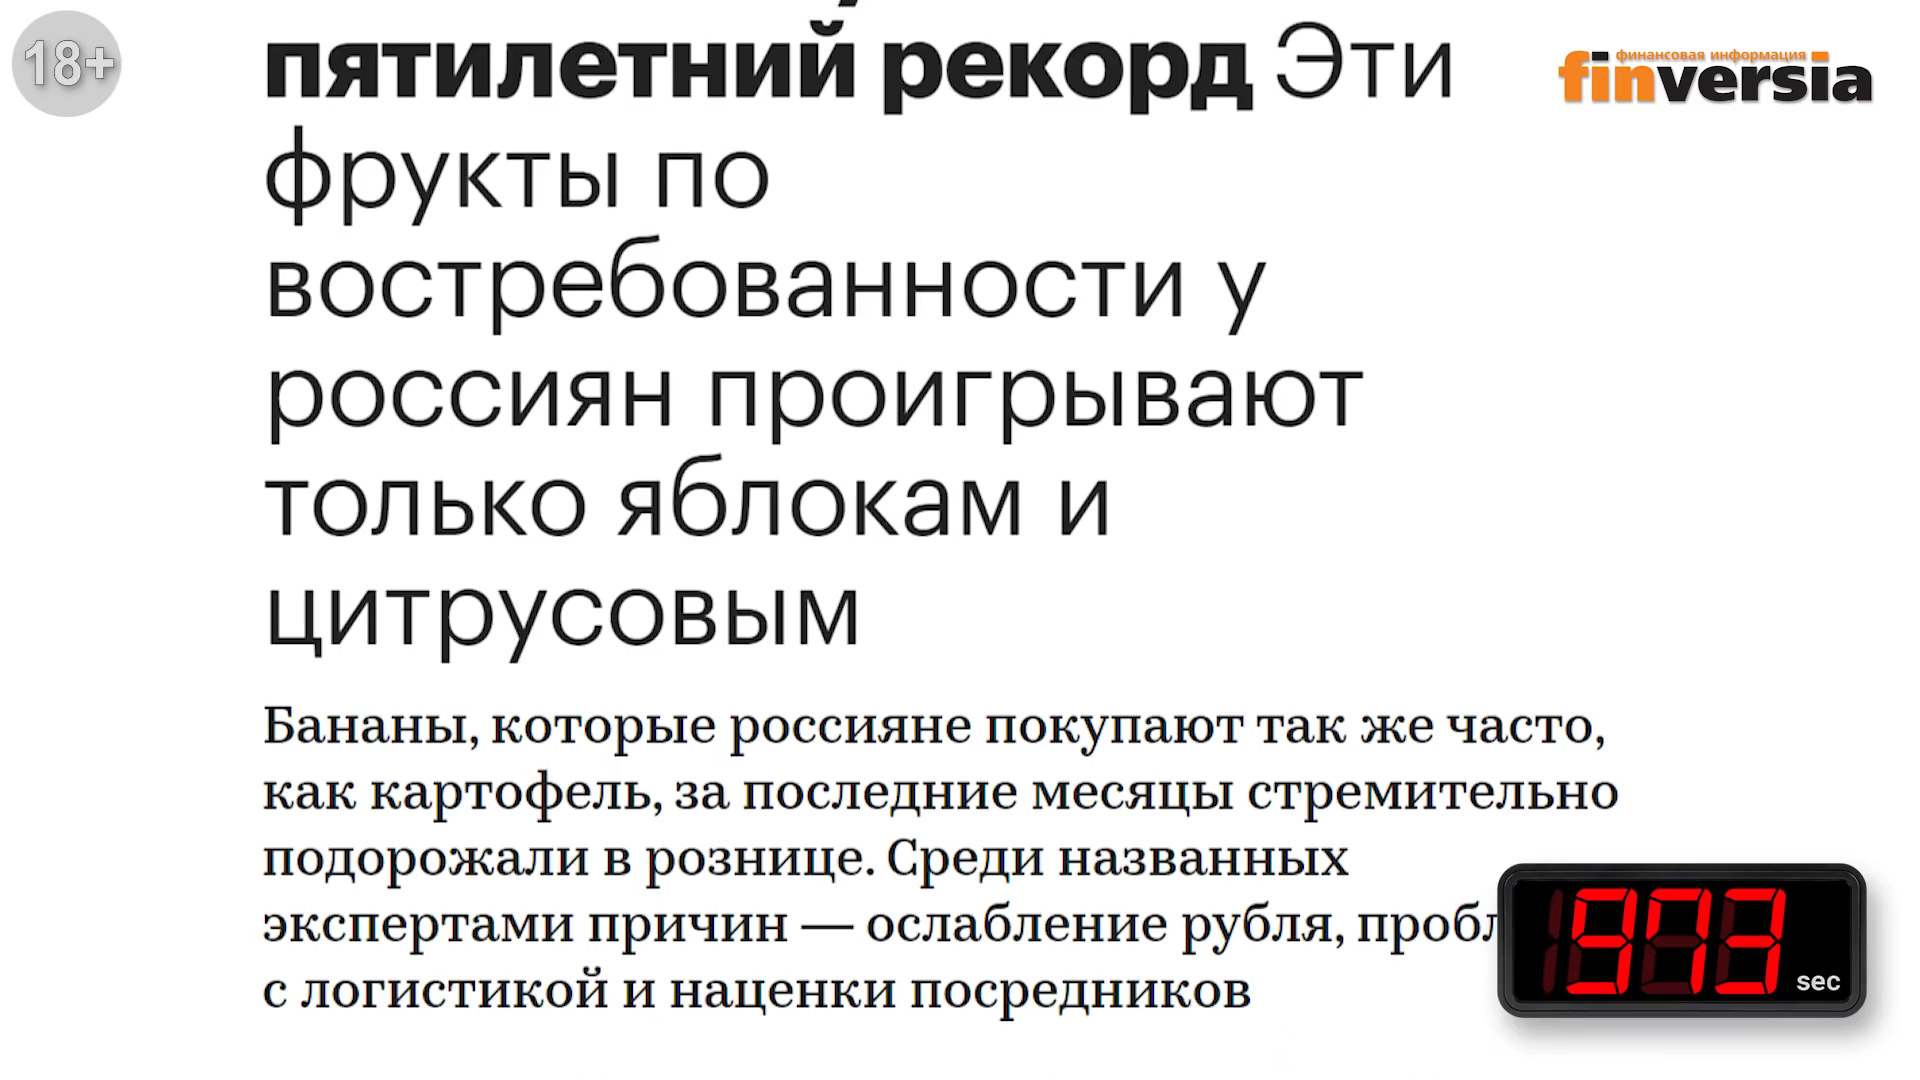 18+
пятилетний рекорд Эти
фрукты по
востребованности у
россиян проигрывают
только яблокам и
цитрусовым
финансовая информация
finversia
Бананы, которые россияне покупают так же часто,
как картофель, за последние месяцы стремительно
подорожали в рознице. Среди названных
экспертами причин — ослабление рубля,
с логистикой и наценки посредников
973
sec